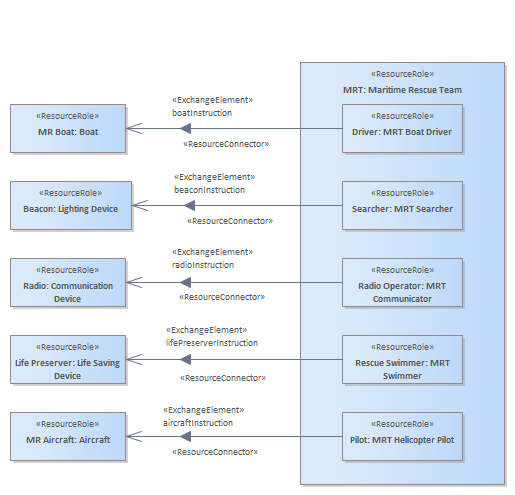 «ResourceRole»
MRT: Maritime Rescue Team
«ResourceRole»
MR Boat: Boat
«ExchangeElement»
boatInstruction
«ResourceConnector»
«ResourceRole»
Driver: MRT Boat Driver
«ResourceRole»
Beacon: Lighting Device
«ExchangeElement»
beaconInstruction
«ResourceConnector»
«ResourceRole»
Searcher: MRT Searcher
«ResourceRole»
Radio: Communication
Device
«ExchangeElement»
radioInstruction
«ResourceConnector»
«ResourceRole»
Radio Operator: MRT
Communicator
«ResourceRole»
Life Preserver: Life Saving
Device
«ExchangeElement»
lifePreserverInstruction
«ResourceConnector»
«ResourceRole»
Rescue Swimmer: MRT
Swimmer
«ResourceRole»
MR Aircraft: Aircraft
«ExchangeElement»
aircraftInstruction
«ResourceConnector»
«ResourceRole»
Pilot: MRT Helicopter Pilot